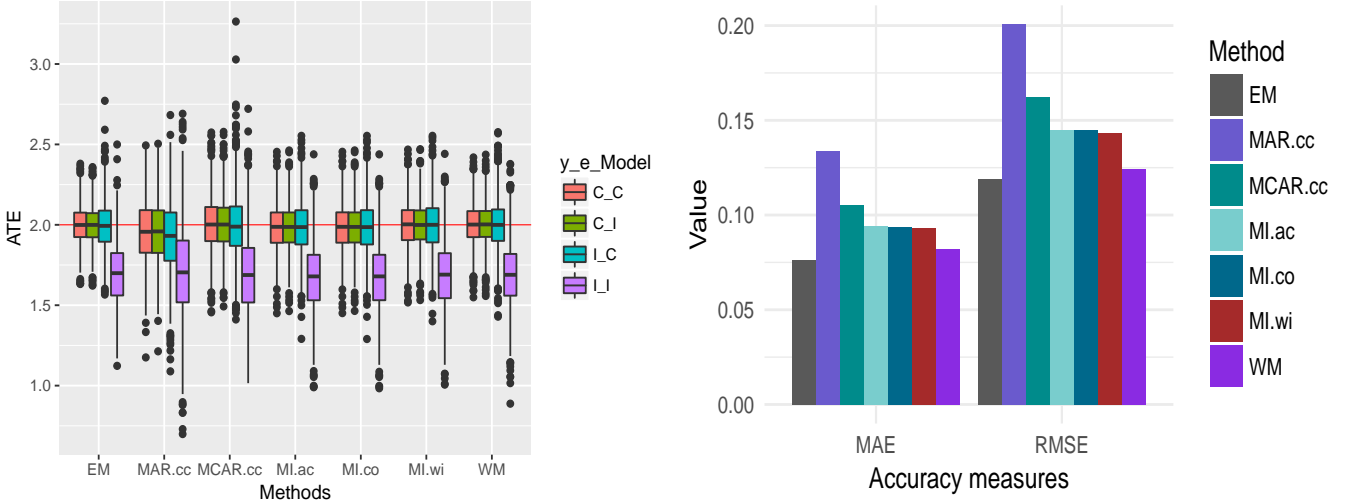 3.0
2.5
2.0
1.5
1.0
ATE
EM MAR.cc MCAR.cc MI.ac MI.co MI.wi WM
Methods
y_e_Model
C_C
C_I
I_C
I_I
0.20
0.15
0.10
0.05
0.00
Value
MAE RMSE
Accuracy measures
Method
EM
MAR.cc
MCAR.cc
MI.ac
MI.co
MI.wi
WM